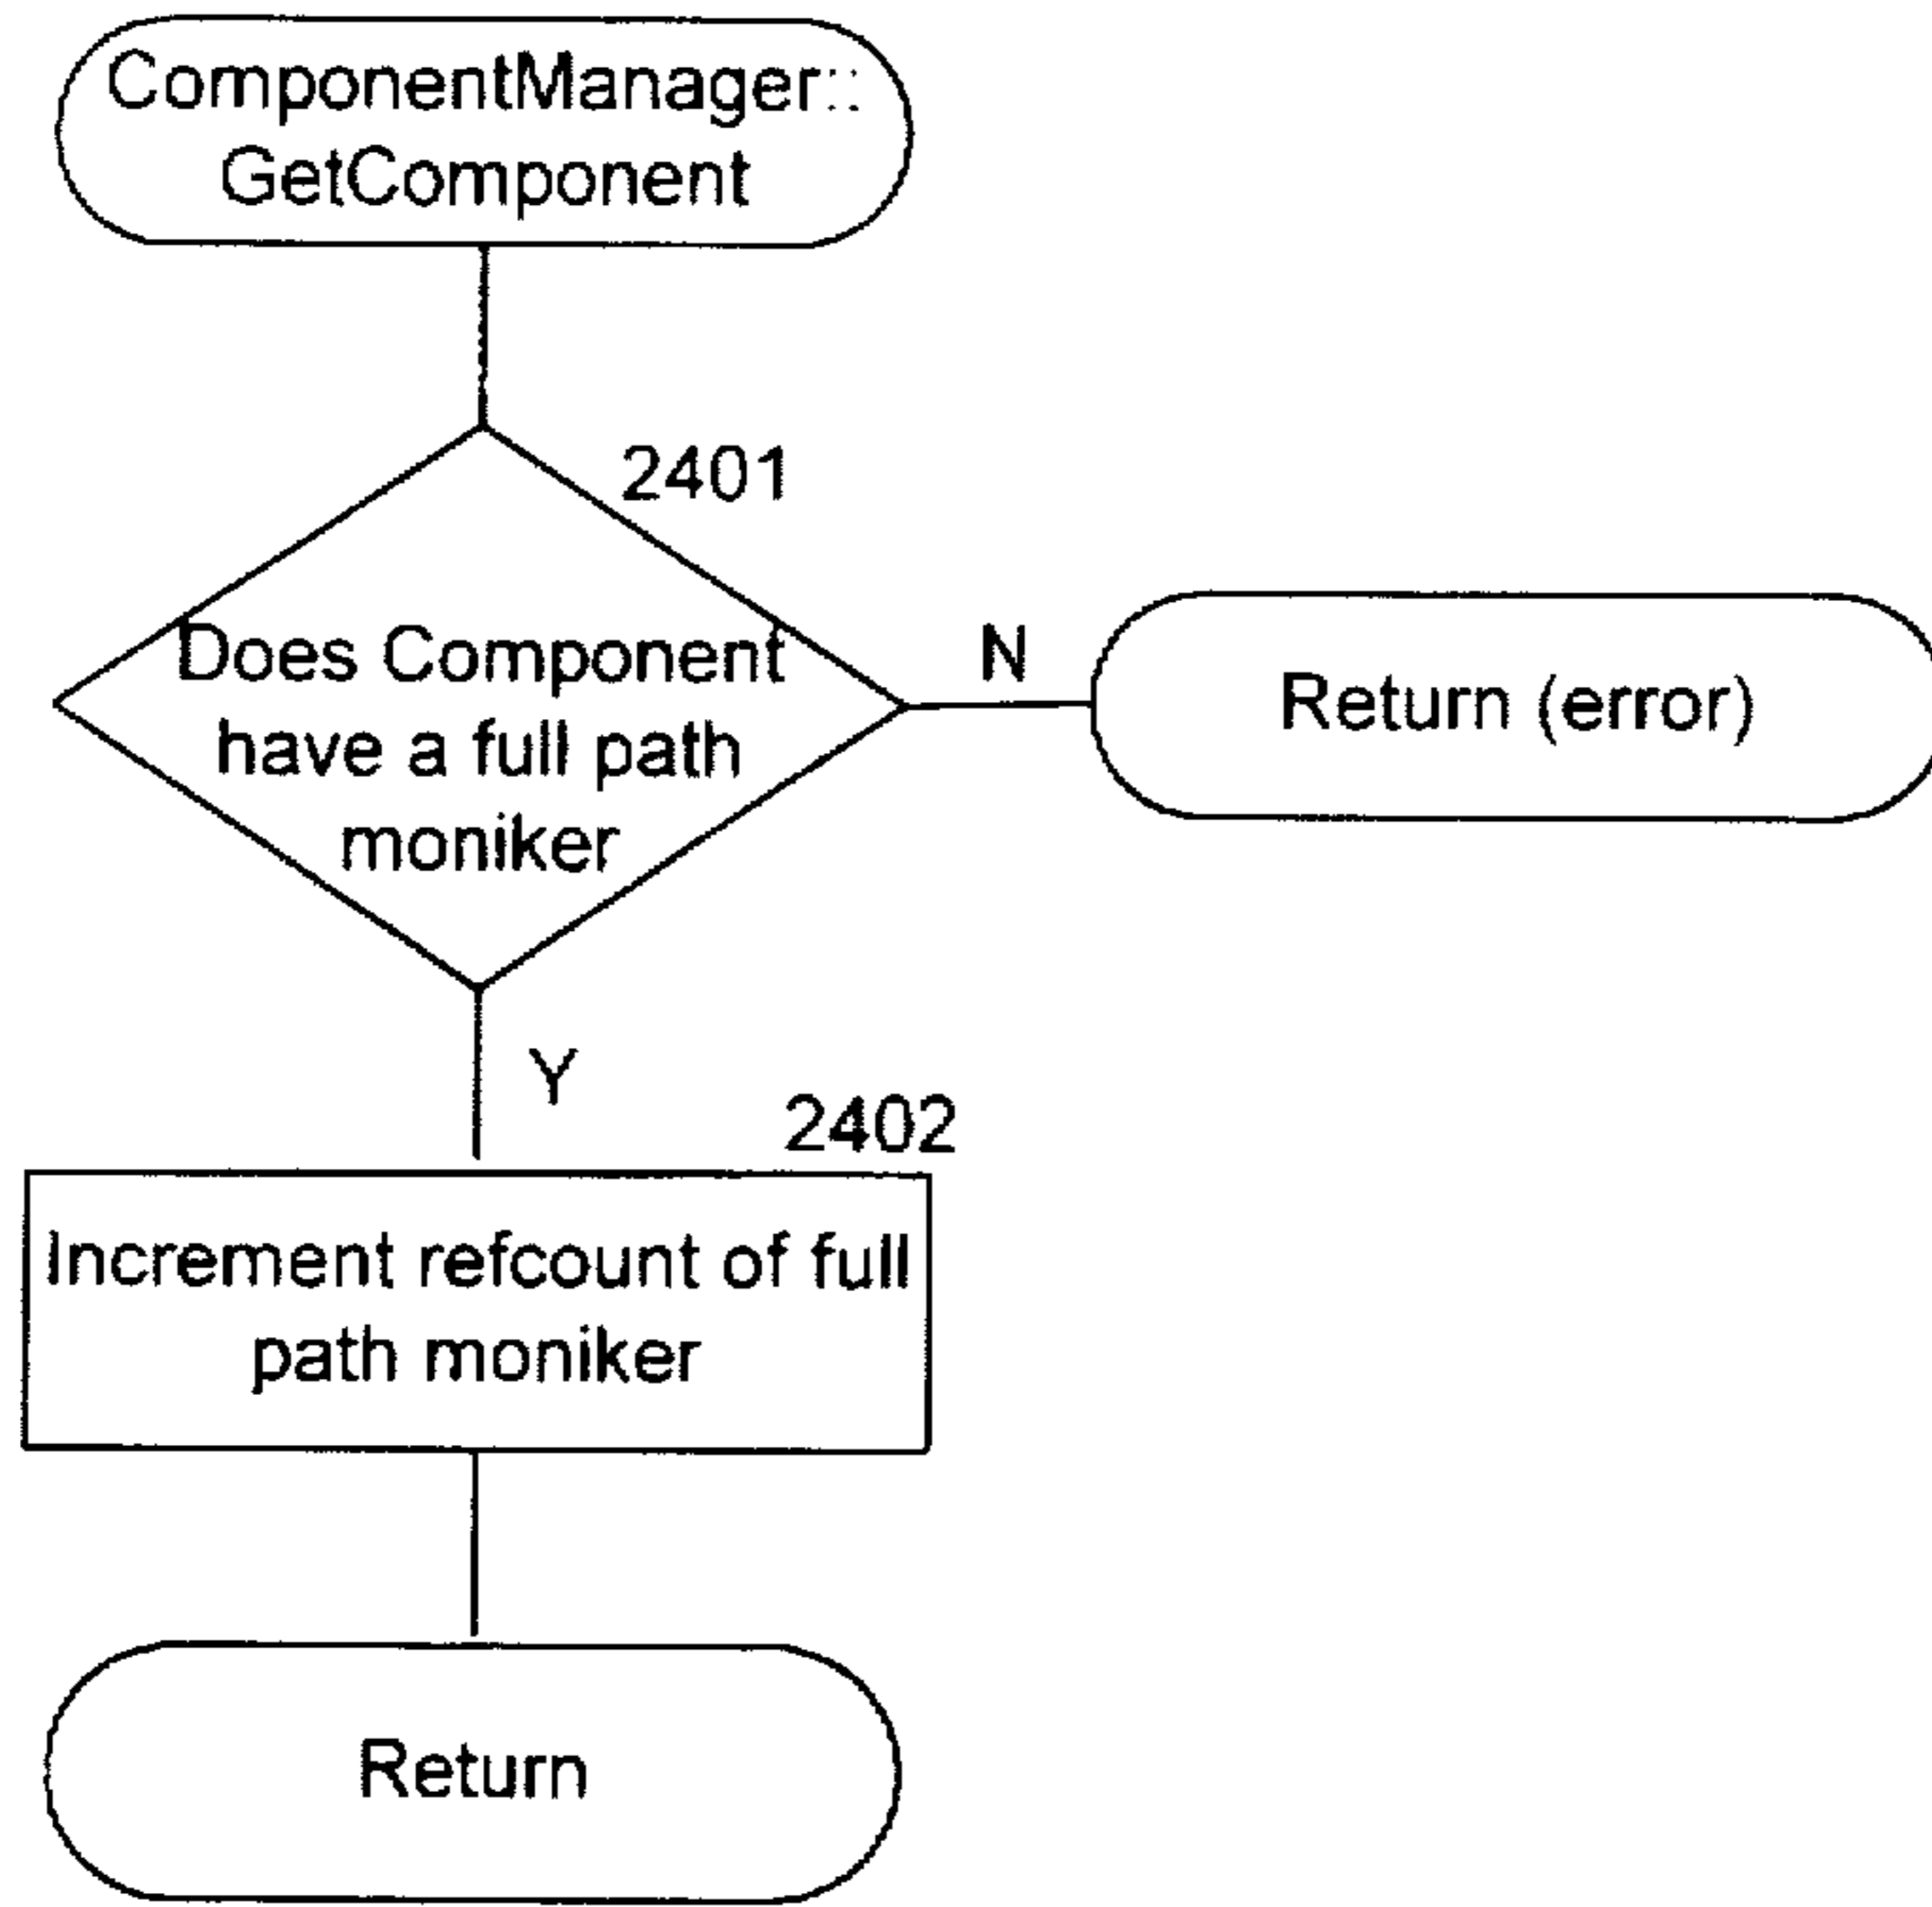 ComponentManager::
GetComponent
2401
Does Component
have a full path
moniker
N
Return (error)
Y
2402
Increment refcount of full
path moniker
Return